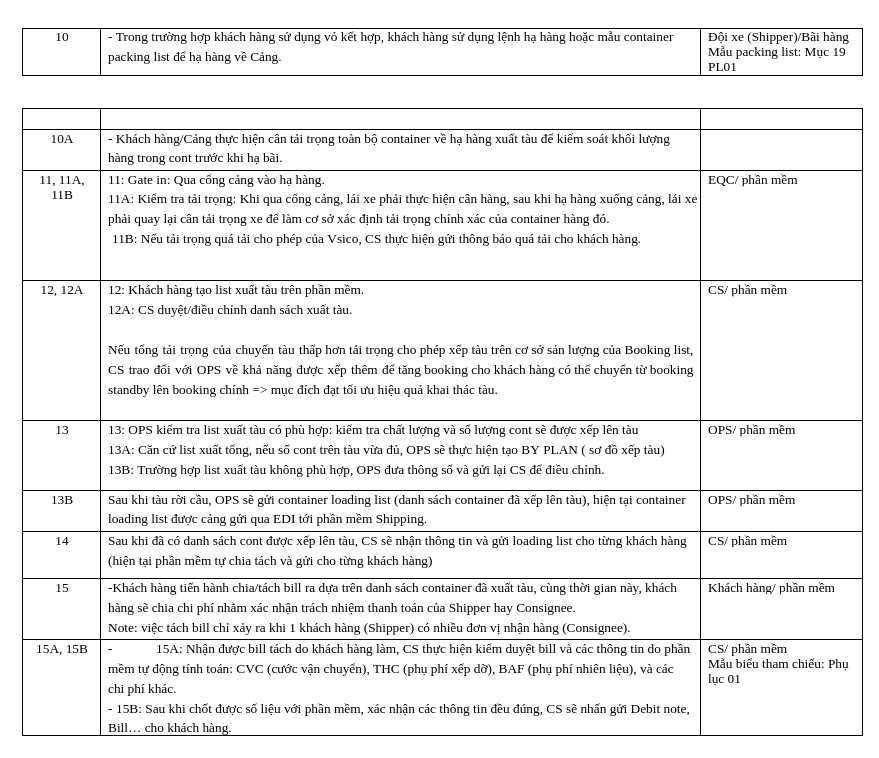 10
- Trong trường hợp khách hàng sử dụng vỏ kết hợp, khách hàng sử dụng lệnh hạ hàng hoặc mẫu container
packing list để hạ hàng về Cảng.
Đội xe (Shipper)/Bãi hàng
Mẫu packing list: Mục 19
PL01
10A
- Khách hàng/Cảng thực hiện cân tải trọng toàn bộ container về hạ hàng xuất tàu để kiểm soát khối lượng
hàng trong cont trước khi hạ bãi.
11, 11A,
11B
11: Gate in: Qua cổng cảng vào hạ hàng.
11A: Kiểm tra tải trọng: Khi qua cổng cảng, lái xe phải thực hiện cân hàng, sau khi hạ hàng xuống cảng, lái xe
phải quay lại cân tải trọng xe để làm cơ sở xác định tải trọng chính xác của container hàng đó.
11B: Nếu tải trọng quá tải cho phép của Vsico, CS thực hiện gửi thông báo quá tải cho khách hàng.
EQC/ phần mềm
12, 12A
12: Khách hàng tạo list xuất tàu trên phần mềm.
12A: CS duyệt/điều chỉnh danh sách xuất tàu.
Nếu tổng tải trọng của chuyến tàu thấp hơn tải trọng cho phép xếp tàu trên cơ sở sản lượng của Booking list,
CS trao đổi với OPS về khả năng được xếp thêm để tăng booking cho khách hàng có thể chuyển từ booking
standby lên booking chính => mục đích đạt tối ưu hiệu quả khai thác tàu.
CS/ phần mềm
13
13: OPS kiểm tra list xuất tàu có phù hợp: kiểm tra chất lượng và số lượng cont sẽ được xếp lên tàu
13A: Căn cứ list xuất tổng, nếu số cont trên tàu vừa đủ, OPS sẽ thực hiện tạo BY PLAN ( sơ đồ xếp tàu)
13B: Trường hợp list xuất tàu không phù hợp, OPS đưa thông số và gửi lại CS để điều chỉnh.
OPS/ phần mềm
13B
Sau khi tàu rời cầu, OPS sẽ gửi container loading list (danh sách container đã xếp lên tàu), hiện tại container
loading list được cảng gửi qua EDI tới phần mềm Shipping.
OPS/ phần mềm
14
Sau khi đã có danh sách cont được xếp lên tàu, CS sẽ nhận thông tin và gửi loading list cho từng khách hàng
(hiện tại phần mềm tự chia tách và gửi cho từng khách hàng)
CS/ phần mềm
15
-Khách hàng tiến hành chia/tách bill ra dựa trên danh sách container đã xuất tàu, cùng thời gian này, khách
hàng sẽ chia chi phí nhằm xác nhận trách nhiệm thanh toán của Shipper hay Consignee.
Note: việc tách bill chỉ xảy ra khi 1 khách hàng (Shipper) có nhiều đơn vị nhận hàng (Consignee).
Khách hàng/ phần mềm
15A, 15B
- 15A: Nhận được bill tách do khách hàng làm, CS thực hiện kiểm duyệt bill và các thông tin do phần
mềm tự động tính toán: CVC (cước vận chuyển), THC (phụ phí xếp dỡ), BAF (phụ phí nhiên liệu), và các
chi phí khác.
- 15B: Sau khi chốt được số liệu với phần mềm, xác nhận các thông tin đều đúng, CS sẽ nhấn gửi Debit note,
Bill… cho khách hàng.
CS/ phần mềm
Mẫu biểu tham chiếu: Phụ
lục 01